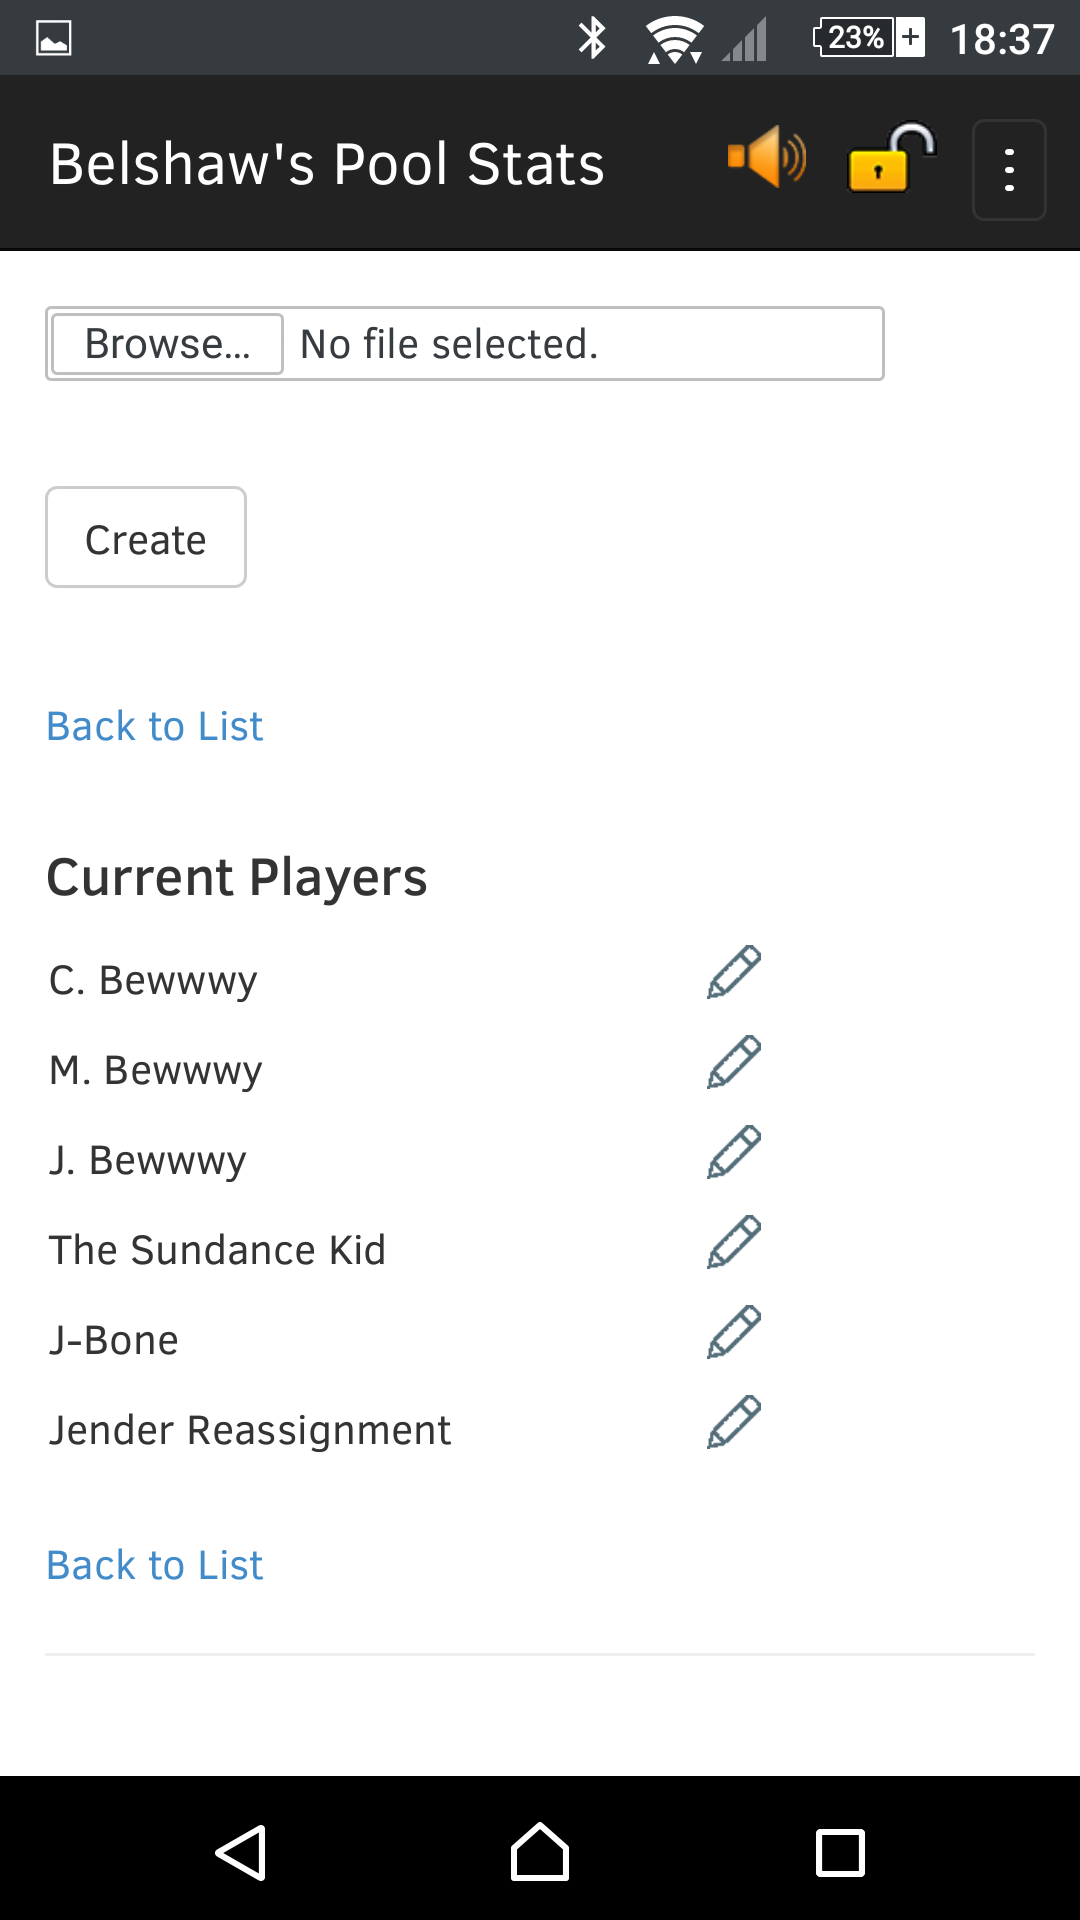 23% 18:37
Belshaw's Pool Stats
Browse... No file selected.
Create
Back to List
Current Players
C. Bewwwy
M. Bewwwy
J. Bewwwy
The Sundance Kid
J-Bone
Jender Reassignment
Back to List